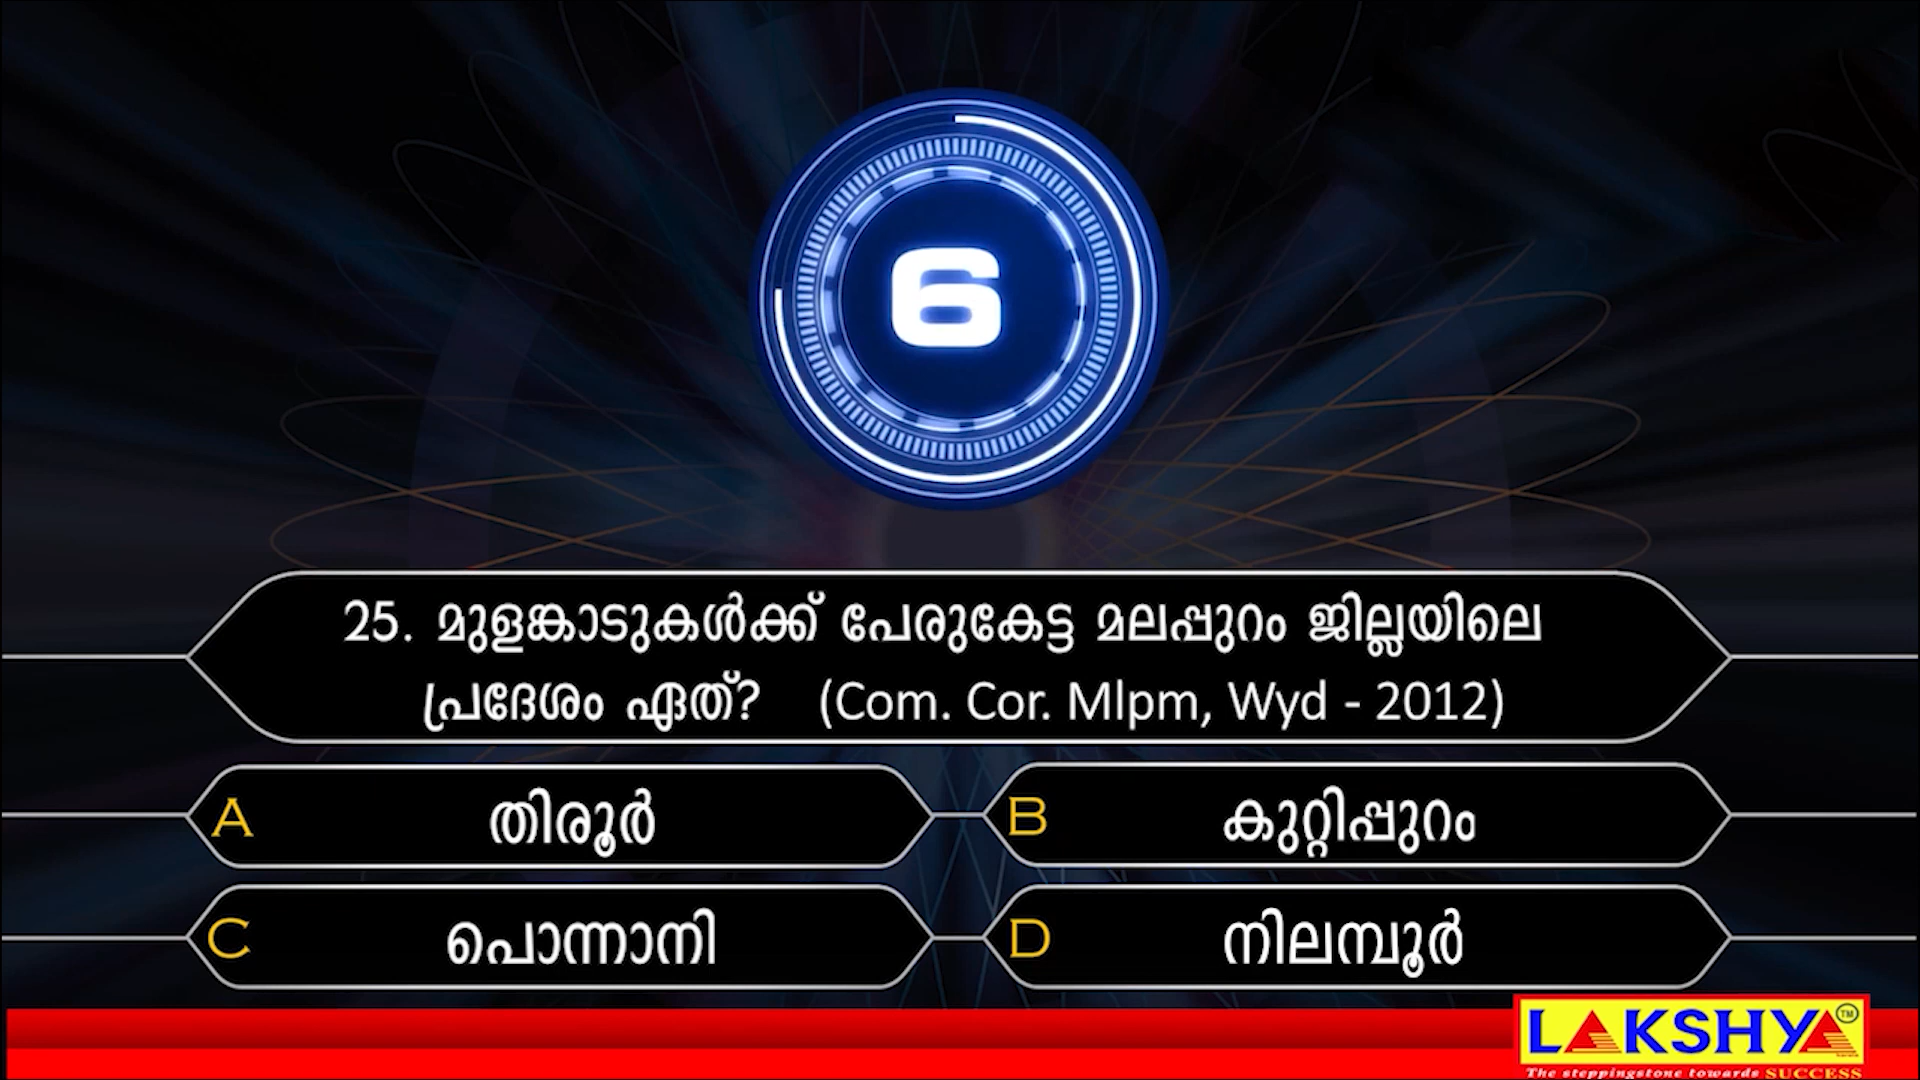 6
25. മുളങ്കാടുകൾക്ക് പേരുകേട്ട മലപ്പുറം ജില്ലയിലെ
പ്രദേശം ഏത്? (Com. Cor. Mlpm, Wyd - 2012)
A തിരൂർ
B കുറ്റിപ്പുറം
C പൊന്നാനി
D നിലമ്പൂർ
LAKSHYA TM
The steppingstone towards SUCCESS